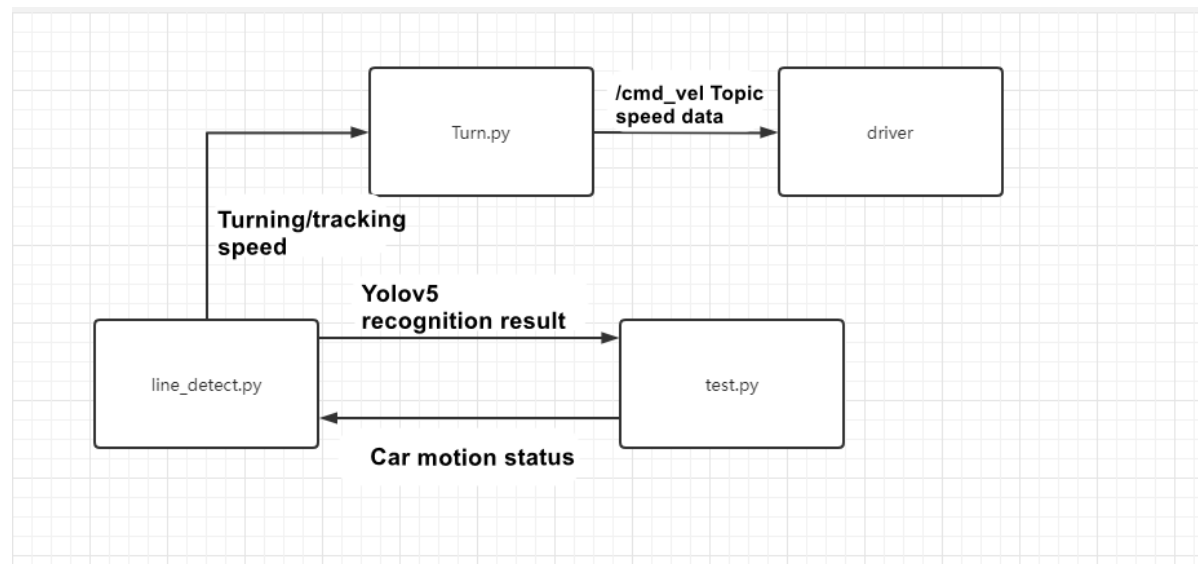 /cmd_vel Topic
speed data
Turn.py
driver
Turning/tracking
speed
Yolov5
recognition result
line_detect.py
test.py
Car motion status